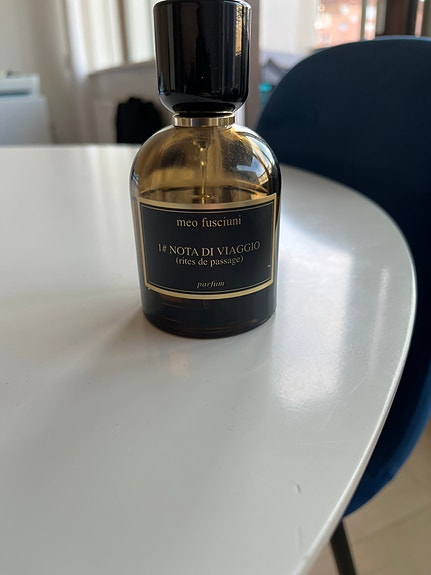 meo fusciuni
1# NOTA DI VIAGGIO
(rites de passage)
parfum